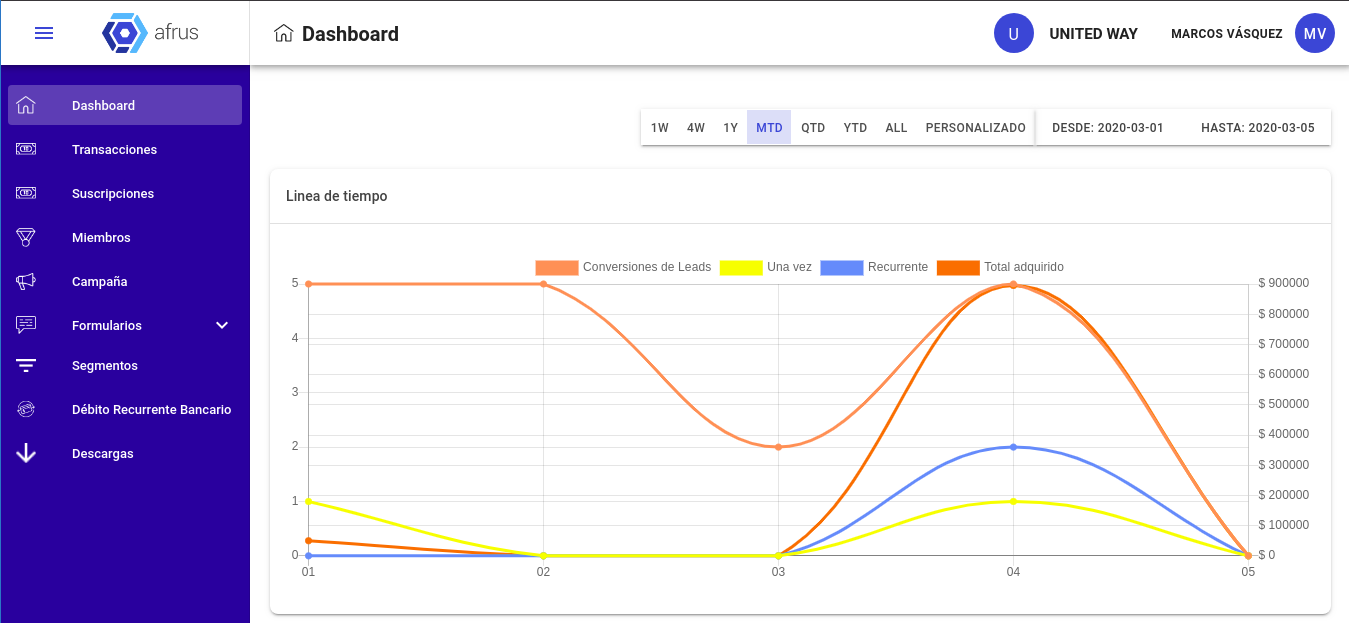 afrus
Dashboard
U UNITED WAY MARCOS VÁSQUEZ MV
Dashboard
Transacciones
Suscripciones
Miembros
Campaña
Formularios
Segmentos
Débito Recurrente Bancario
Descargas
1W 4W 1Y MTD QTD YTD ALL PERSONALIZADO DESDE: 2020-03-01 HASTA: 2020-03-05
Linea de tiempo
Conversiones de Leads Una vez Recurrente Total adquirido
5
4
3
2
1
0
$ 900000
$ 800000
$ 700000
$ 600000
$ 500000
$ 400000
$ 300000
$ 200000
$ 100000
$ 0
01 02 03 04 05